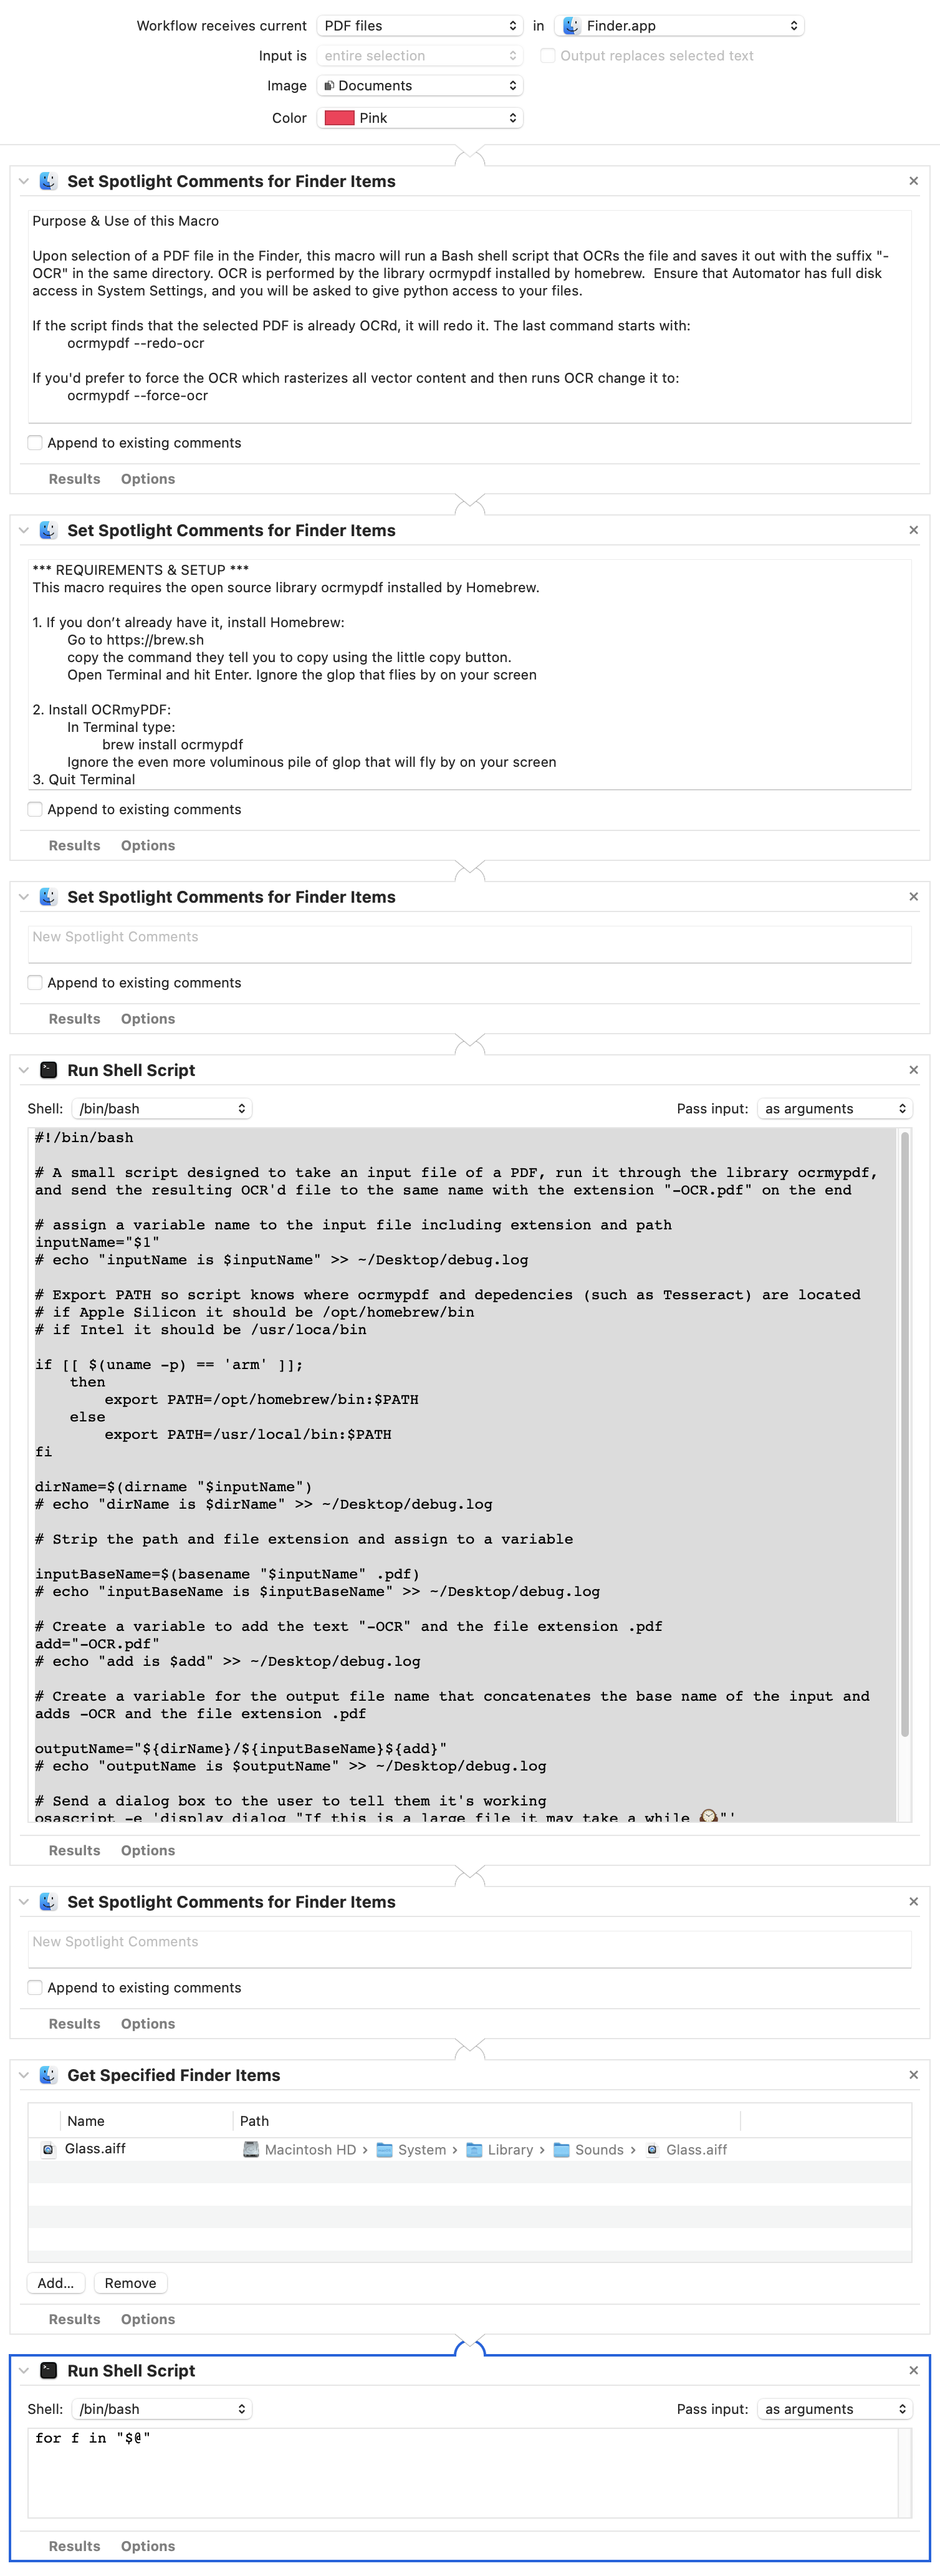 Workflow receives current PDF files in Finder.app
Input is entire selection Output replaces selected text
Image Documents
Color Pink
Set Spotlight Comments for Finder Items
Purpose & Use of this Macro
Upon selection of a PDF file in the Finder, this macro will run a Bash shell script that OCRs the file and saves it out with the suffix "-
OCR" in the same directory. OCR is performed by the library ocrmypdf installed by homebrew.  Ensure that Automator has full disk
access in System Settings, and you will be asked to give python access to your files.
If the script finds that the selected PDF is already OCRd, it will redo it. The last command starts with:
ocrmypdf --redo-ocr
If you'd prefer to force the OCR which rasterizes all vector content and then runs OCR change it to:
ocrmypdf --force-ocr
Append to existing comments
Results Options
Set Spotlight Comments for Finder Items
*** REQUIREMENTS & SETUP ***
This macro requires the open source library ocrmypdf installed by Homebrew.
1. If you don’t already have it, install Homebrew:
Go to https://brew.sh
copy the command they tell you to copy using the little copy button.
Open Terminal and hit Enter. Ignore the glop that flies by on your screen
2. Install OCRmyPDF:
In Terminal type:
brew install ocrmypdf
Ignore the even more voluminous pile of glop that will fly by on your screen
3. Quit Terminal
Append to existing comments
Results Options
Set Spotlight Comments for Finder Items
New Spotlight Comments
Append to existing comments
Results Options
Run Shell Script
Shell: /bin/bash Pass input: as arguments
#!/bin/bash
# A small script designed to take an input file of a PDF, run it through the library ocrmypdf,
and send the resulting OCR'd file to the same name with the extension "-OCR.pdf" on the end
# assign a variable name to the input file including extension and path
inputName="$1"
# echo "inputName is $inputName" >> ~/Desktop/debug.log
# Export PATH so script knows where ocrmypdf and depedencies (such as Tesseract) are located
# if Apple Silicon it should be /opt/homebrew/bin
# if Intel it should be /usr/loca/bin
if [[ $(uname -p) == 'arm' ]];
then
export PATH=/opt/homebrew/bin:$PATH
else
export PATH=/usr/local/bin:$PATH
fi
dirName=$(dirname "$inputName")
# echo "dirName is $dirName" >> ~/Desktop/debug.log
# Strip the path and file extension and assign to a variable
inputBaseName=$(basename "$inputName" .pdf)
# echo "inputBaseName is $inputBaseName" >> ~/Desktop/debug.log
# Create a variable to add the text "-OCR" and the file extension .pdf
add="-OCR.pdf"
# echo "add is $add" >> ~/Desktop/debug.log
# Create a variable for the output file name that concatenates the base name of the input and
adds -OCR and the file extension .pdf
outputName="${dirName}/${inputBaseName}${add}"
# echo "outputName is $outputName" >> ~/Desktop/debug.log
# Send a dialog box to the user to tell them it's working
osascript -e 'display dialog "If this is a large file it may take a while 🕰"'
Results Options
Set Spotlight Comments for Finder Items
New Spotlight Comments
Append to existing comments
Results Options
Get Specified Finder Items
Name Path
Glass.aiff Macintosh HD › System › Library › Sounds › Glass.aiff
Add... Remove
Results Options
Run Shell Script
Shell: /bin/bash Pass input: as arguments
for f in "$@"
Results Options